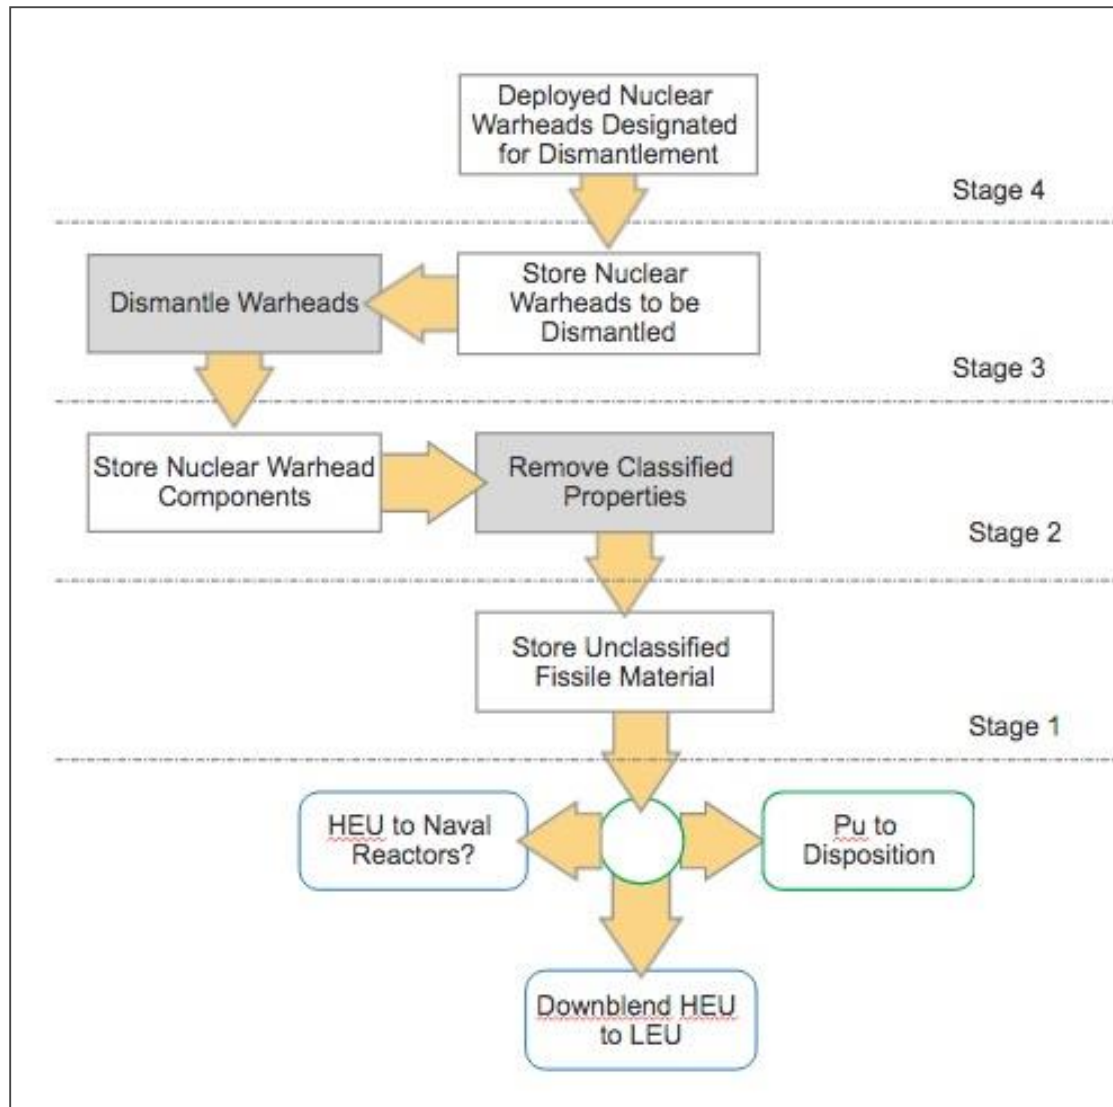 Deployed Nuclear
Warheads Designated
for Dismantlement
Stage 4
Dismantle Warheads
Store Nuclear
Warheads to be
Dismantled
Stage 3
Store Nuclear Warhead
Components
Remove Classified
Properties
Stage 2
Store Unclassified
Fissile Material
Stage 1
HEU to Naval
Reactors?
Pu to
Disposition
Downblend HEU
to LEU